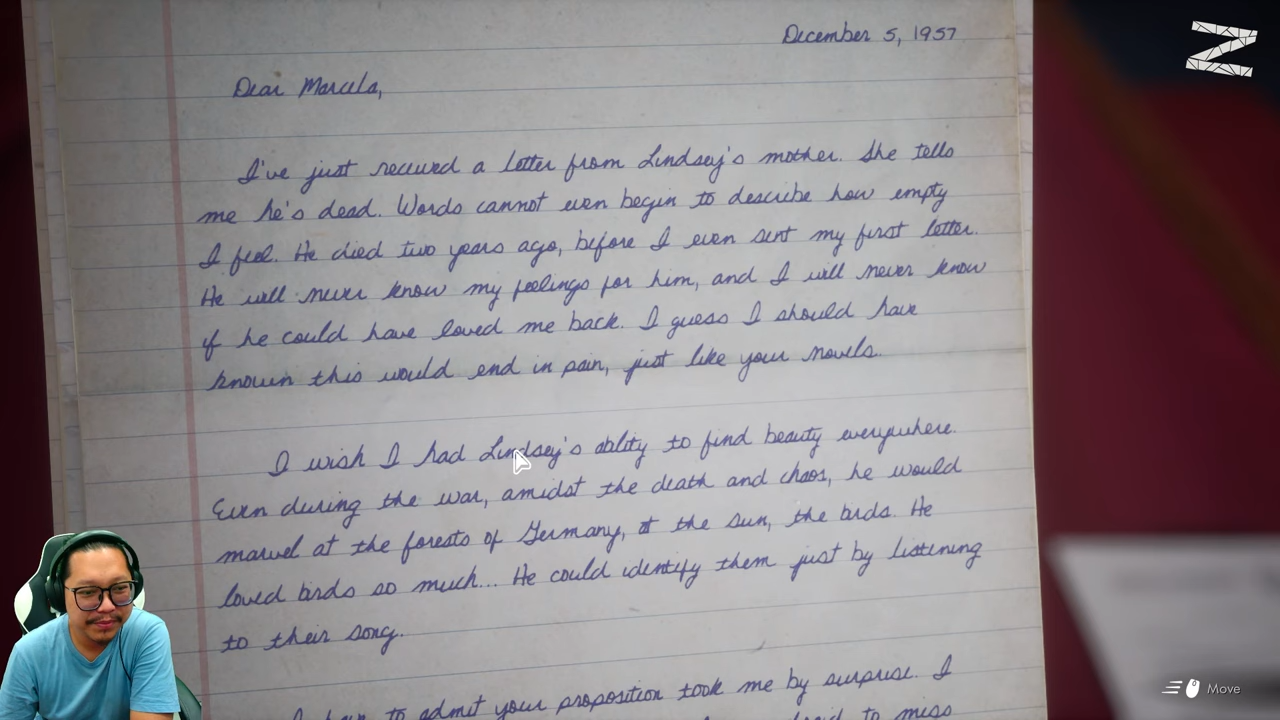 December 5, 1957
Dear Marcela,
I've just received a letter from Lindsey's mother. She tells
me he's dead. Words cannot even begin to describe how empty
I feel. He died two years ago, before I even sent my first letter.
He will never know my feelings for him, and I will never know
if he could have loved me back. I guess I should have
known this would end in pain, just like your novels.
I wish I had Lindsey's ability to find beauty everywhere.
Even during the war, amidst the death and chaos, he would
marvel at the forests of Germany, at the sun, the birds. He
loved birds so much... He could identify them just by listening
to their song.
to admit your proposition took me by surprise. I
to miss
Move